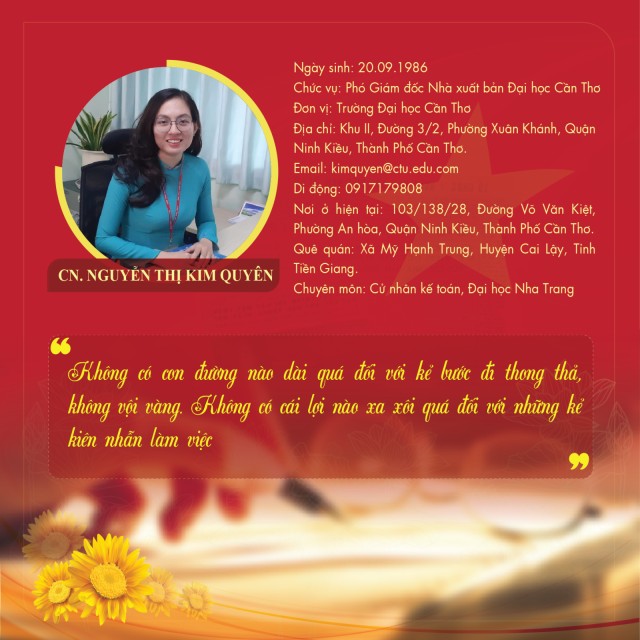 Ngày sinh: 20.09.1986
Chức vụ: Phó Giám đốc Nhà xuất bản Đại học Cần Thơ
Đơn vị: Trường Đại học Cần Thơ
Địa chỉ: Khu II, Đường 3/2, Phường Xuân Khánh, Quận
Ninh Kiều, Thành Phố Cần Thơ.
Email: kimquyen@ctu.edu.com
Di động: 0917179808
Nơi ở hiện tại: 103/138/28, Đường Võ Văn Kiệt,
Phường An hòa, Quận Ninh Kiều, Thành Phố Cần Thơ.
Quê quán: Xã Mỹ Hạnh Trung, Huyện Cai Lậy, Tỉnh
Tiền Giang.
Chuyên môn: Cử nhân kế toán, Đại học Nha Trang
CN. NGUYỄN THỊ KIM QUYÊN
“
Không có con đường nào dài quá đối với kẻ bước đi thong thả,
không vội vàng. Không có cái lợi nào xa xôi quá đối với những kẻ
kiên nhẫn làm việc
”